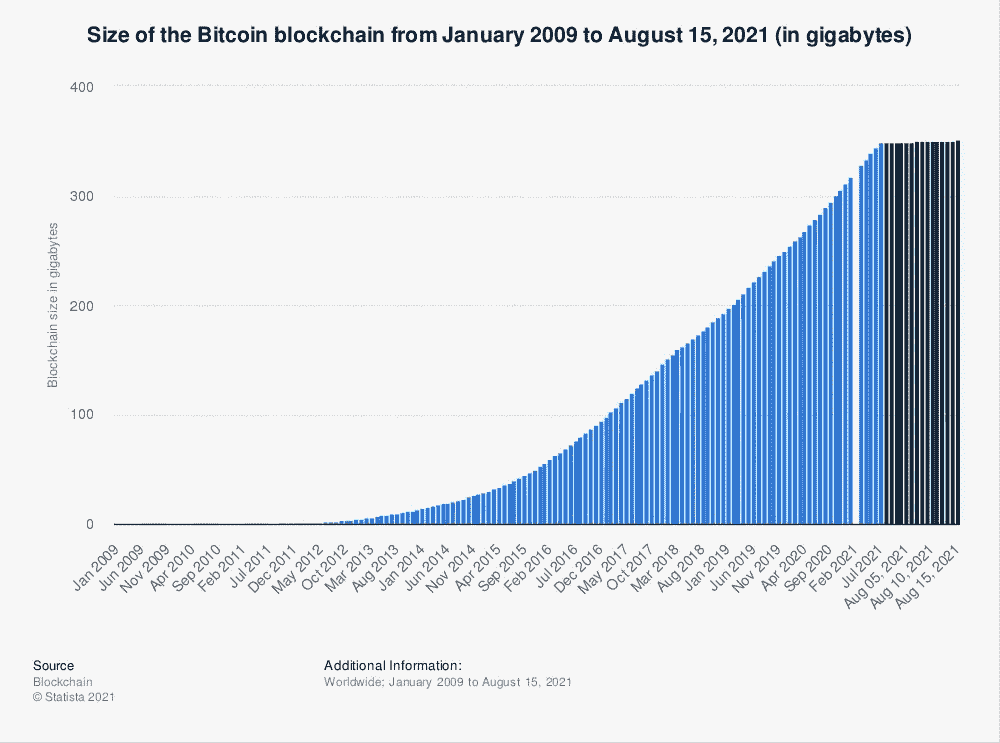 Size of the Bitcoin blockchain from January 2009 to August 15, 2021 (in gigabytes)
Blockchain size in gigabytes
400
300
200
100
0
Jan 2009
Jun 2009
Nov 2009
Apr 2010
Sep 2010
Feb 2011
Jul 2011
Dec 2011
May 2012
Oct 2012
Mar 2013
Aug 2013
Jan 2014
Jun 2014
Nov 2014
Apr 2015
Sep 2015
Feb 2016
Jul 2016
Dec 2016
May 2017
Oct 2017
Mar 2018
Aug 2018
Jan 2019
Jun 2019
Nov 2019
Apr 2020
Sep 2020
Feb 2021
Jul 2021
Aug 05, 2021
Aug 10, 2021
Aug 15, 2021
Source
Blockchain
© Statista 2021
Additional Information:
Worldwide; January 2009 to August 15, 2021